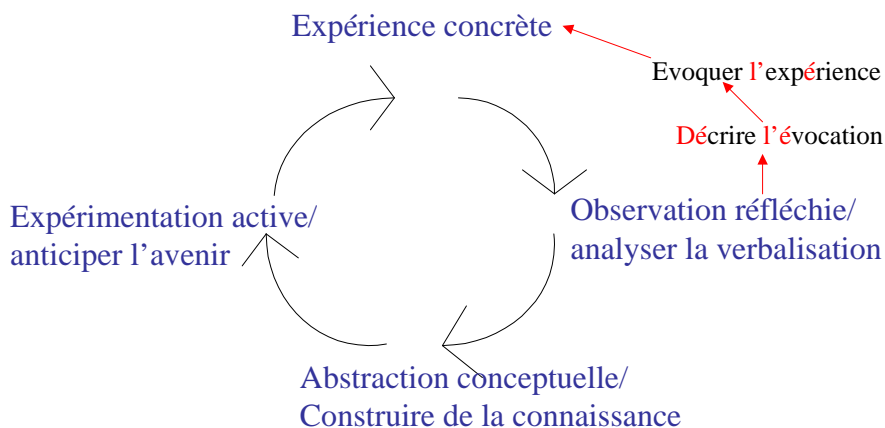 Expérience concrète
Evoquer l’expérience
Décrire l’évocation
Expérimentation active/
anticiper l’avenir
Observation réfléchie/
analyser la verbalisation
Abstraction conceptuelle/
Construire de la connaissance